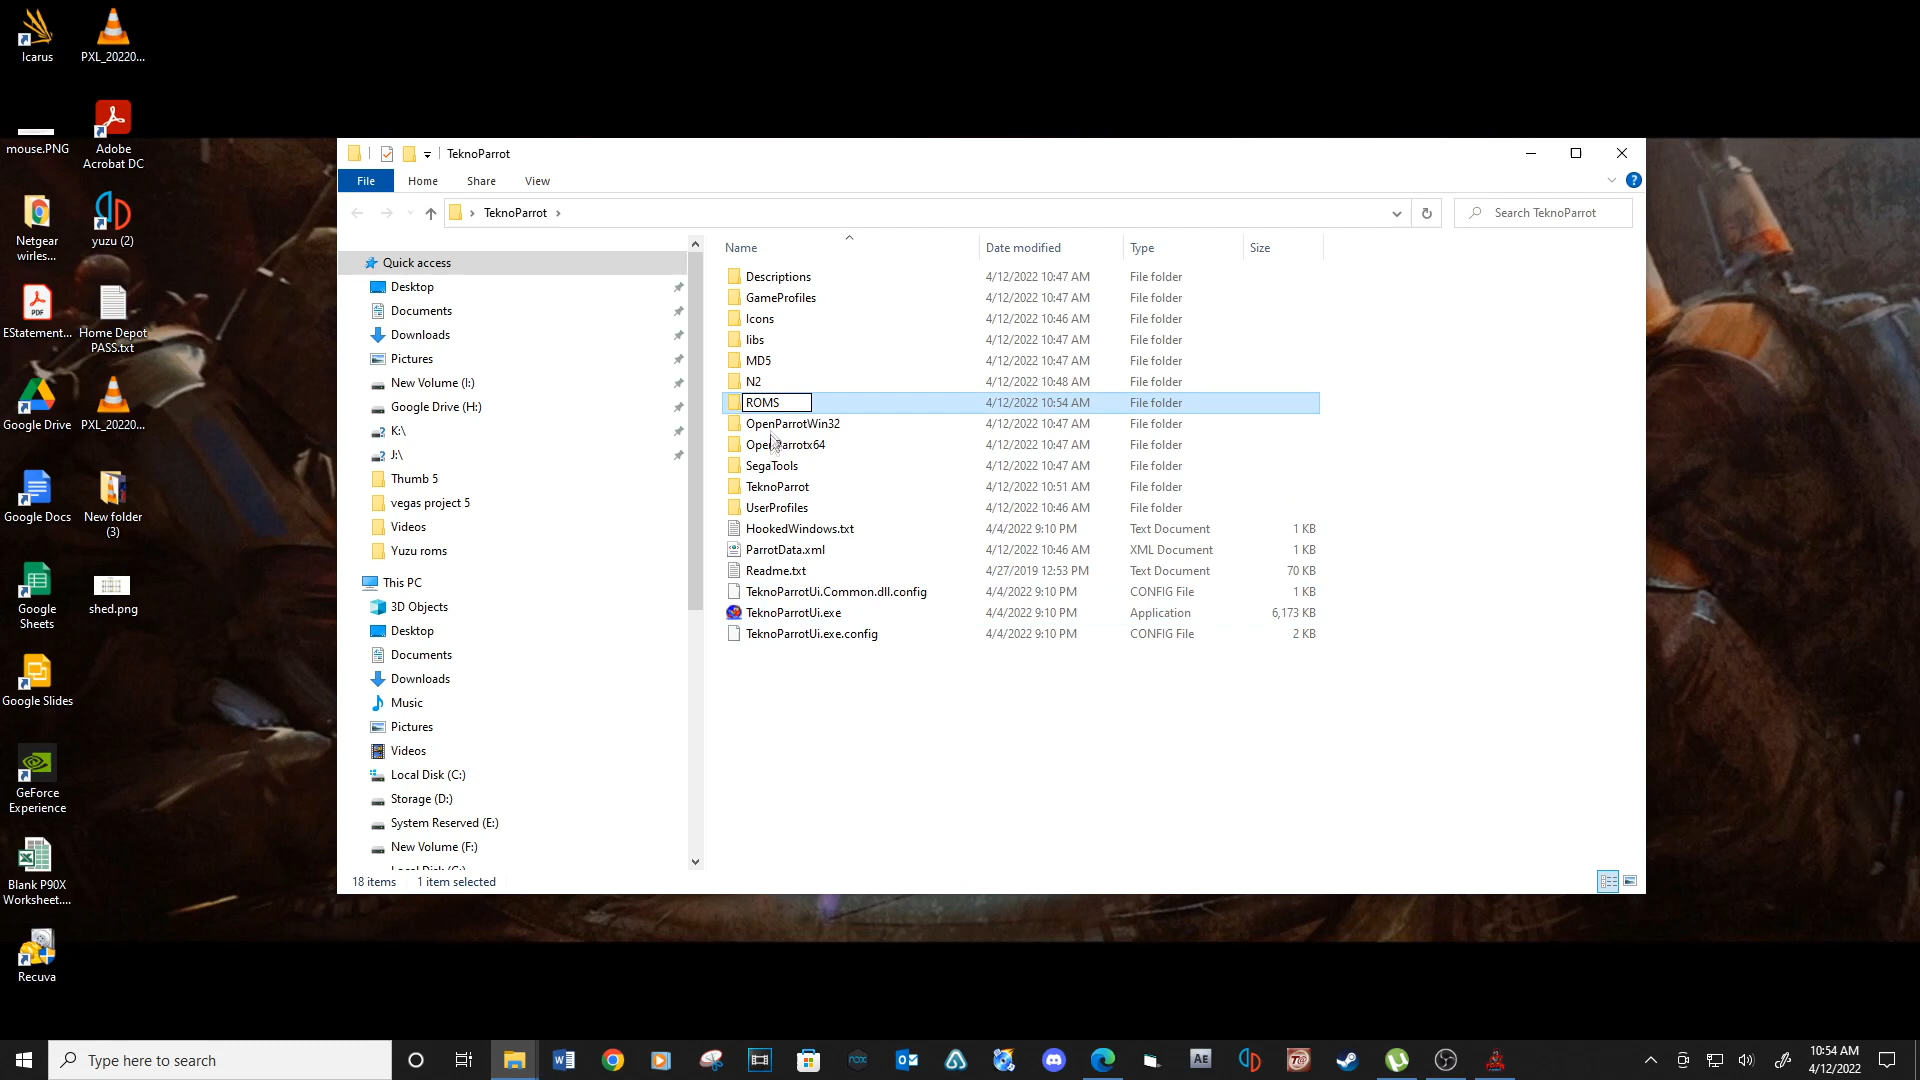 Icarus
PXL_20220...
mouse.PNG
Adobe
Acrobat DC
Netgear
wirles...
yuzu (2)
EStatement...
Home Depot
PASS.txt
Google Drive
PXL_20220...
Google Docs
New folder
(3)
Google
Sheets
shed.png
Google Slides
GeForce
Experience
Blank P90X
Worksheet....
Recuva
TeknoParrot
File
Home
Share
View
TeknoParrot
Search TeknoParrot
Quick access
Desktop
Documents
Downloads
Pictures
New Volume (I:)
Google Drive (H:)
K:\
J:\
Thumb 5
vegas project 5
Videos
Yuzu roms
This PC
3D Objects
Desktop
Documents
Downloads
Music
Pictures
Videos
Local Disk (C:)
Storage (D:)
System Reserved (E:)
New Volume (F:)
Name Date modified Type Size
Descriptions 4/12/2022 10:47 AM File folder
GameProfiles 4/12/2022 10:47 AM File folder
Icons 4/12/2022 10:46 AM File folder
libs 4/12/2022 10:47 AM File folder
MD5 4/12/2022 10:47 AM File folder
N2 4/12/2022 10:48 AM File folder
ROMS 4/12/2022 10:54 AM File folder
OpenParrotWin32 4/12/2022 10:47 AM File folder
OpenParrotx64 4/12/2022 10:47 AM File folder
SegaTools 4/12/2022 10:47 AM File folder
TeknoParrot 4/12/2022 10:51 AM File folder
UserProfiles 4/12/2022 10:46 AM File folder
HookedWindows.txt 4/4/2022 9:10 PM Text Document 1 KB
ParrotData.xml 4/12/2022 10:46 AM XML Document 1 KB
Readme.txt 4/27/2019 12:53 PM Text Document 70 KB
TeknoParrotUi.Common.dll.config 4/4/2022 9:10 PM CONFIG File 1 KB
TeknoParrotUi.exe 4/4/2022 9:10 PM Application 6,173 KB
TeknoParrotUi.exe.config 4/4/2022 9:10 PM CONFIG File 2 KB
18 items 1 item selected
Type here to search
10:54 AM
4/12/2022